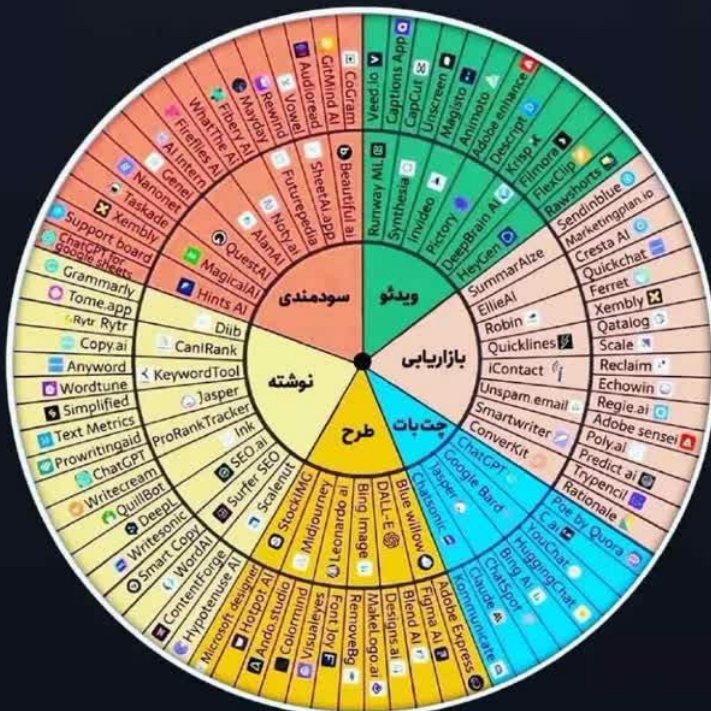 ویدئو
Runway ML
Synthesia
Invideo
Pictory
DeepBrain AI
HeyGen
Veed.io
Captions App
CapCut
Unscreen
Magisto
Animoto
Adobe enhance
Descript
Krisp
Filmora
FlexClip
Rawshorts
بازاریابی
SummarAIze
EllieAI
Robin
Quicklines
iContact
Unspam.email
Smartwriter
ConverKit
Sendinblue
Marketingplan.io
Cresta AI
Quickchat
Ferret
Xembly
Qatalog
Scale
Reclaim
Echowin
Regie.ai
Adobe sensei
Poly.ai
Predict ai
Trypencil
Rationale
چت‌بات
ChatGPT
Google Bard
Jasper
Chatsonic
Poe by Quora
C_ai
YouChat
HuggingChat
Bing AI
ChatSpot
Claude
Kommunicate
طرح
Blue willow
DALL-E
Bing Image
Leonardo ai
Midjourney
StockIMG
Adobe Express
Figma AI
Blend AI
Designs.ai
MakeLogo.ai
RemoveBg
Font Joy
Visualeyes
Colormind
Ando.studio
Hotpot AI
Microsoft designer
نوشته
Scalenut
Surfer SEO
SEO.ai
Ink
ProRankTracker
Jasper
KeywordTool
CanIRank
Diib
Hypotenuse AI
ContentForge
WordAI
Smart Copy
Writesonic
DeepL
QuillBot
Writecream
ChatGPT
Prowritingaid
Text Metrics
Simplified
Wordtune
Anyword
Copy.ai
Rytr Rytr
Tome.app
Grammarly
سودمندی
Hints AI
MagicalAI
QuestAI
AlanAI
Noty.ai
Futurepedia
SheetAI.app
Beautiful ai
ChatGPT for
google sheets
Support board
Xembly
Taskade
Nanonet
Genei
AI Intern
Fireflies AI
WhatThe AI
Fibery AI
Mayday
Rewind
Vowel
Audioread
GitMind AI
CoGram